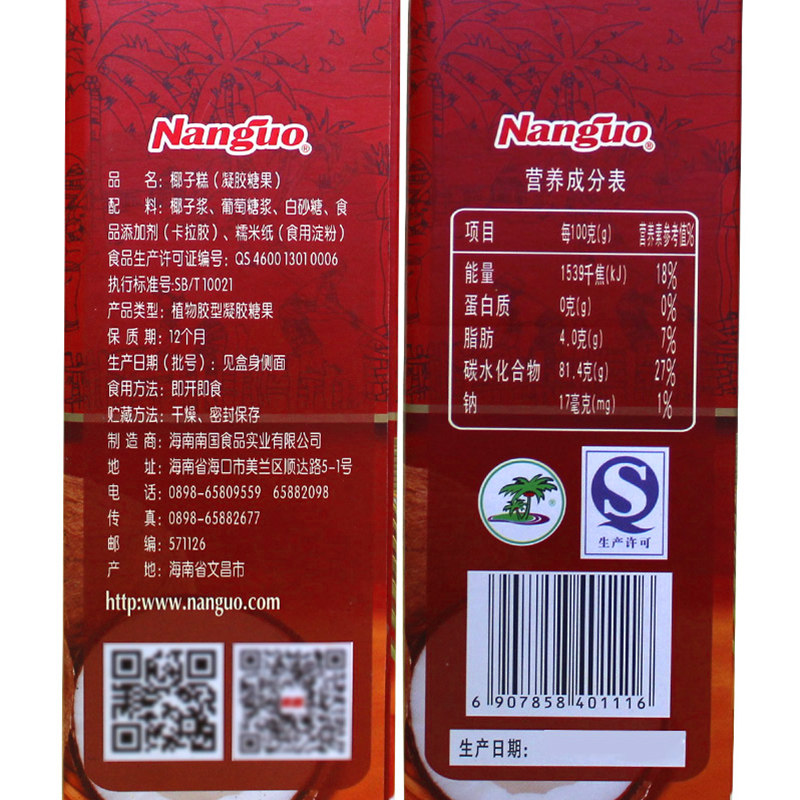 Nanguo®
品 名：椰子糕（凝胶糖果）
配 料：椰子浆、葡萄糖浆、白砂糖、食
品添加剂（卡拉胶）、糯米纸（食用淀粉）
食品生产许可证编号：QS 4600 1301 0006
执行标准号：SB/T 10021
产品类型：植物胶型凝胶糖果
保 质 期：12个月
生产日期（批号）：见盒身侧面
食用方法：即开即食
贮藏方法：干燥、密封保存
制 造 商：海南南国食品实业有限公司
地 址：海南省海口市美兰区顺达路5-1号
电 话：0898-65809559 65882098
传 真：0898-65882677
邮 编：571126
产 地：海南省文昌市
http:www.nanguo.com
Nanguo®
营养成分表
项目 每100克(g) 营养素参考值%
能量 1539千焦(kJ) 18%
蛋白质 0克(g) 0%
脂肪 4.0克(g) 7%
碳水化合物 81.4克(g) 27%
钠 17毫克(mg) 1%
®
QS
生产许可
6 907858 401116
生产日期: